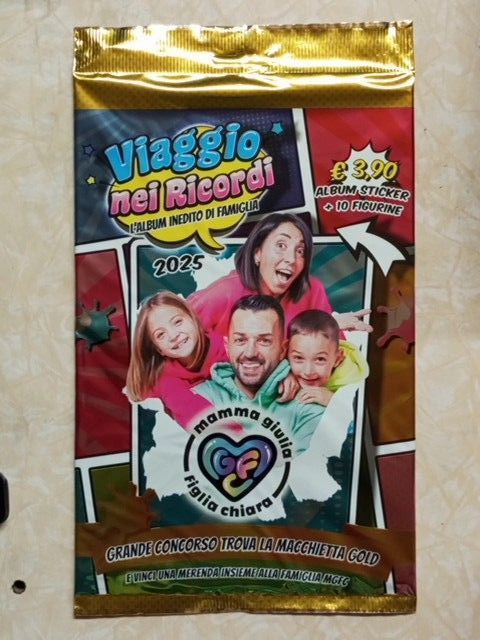 Viaggio
nei Ricordi
L'ALBUM INEDITO DI FAMIGLIA
€ 3,90
ALBUM STICKER
+ 10 FIGURINE
2025
mamma giulia
GFC
Figlia chiara
GRANDE CONCORSO TROVA LA MACCHIETTA GOLD
E VINCI UNA MERENDA INSIEME ALLA FAMIGLIA MGFC